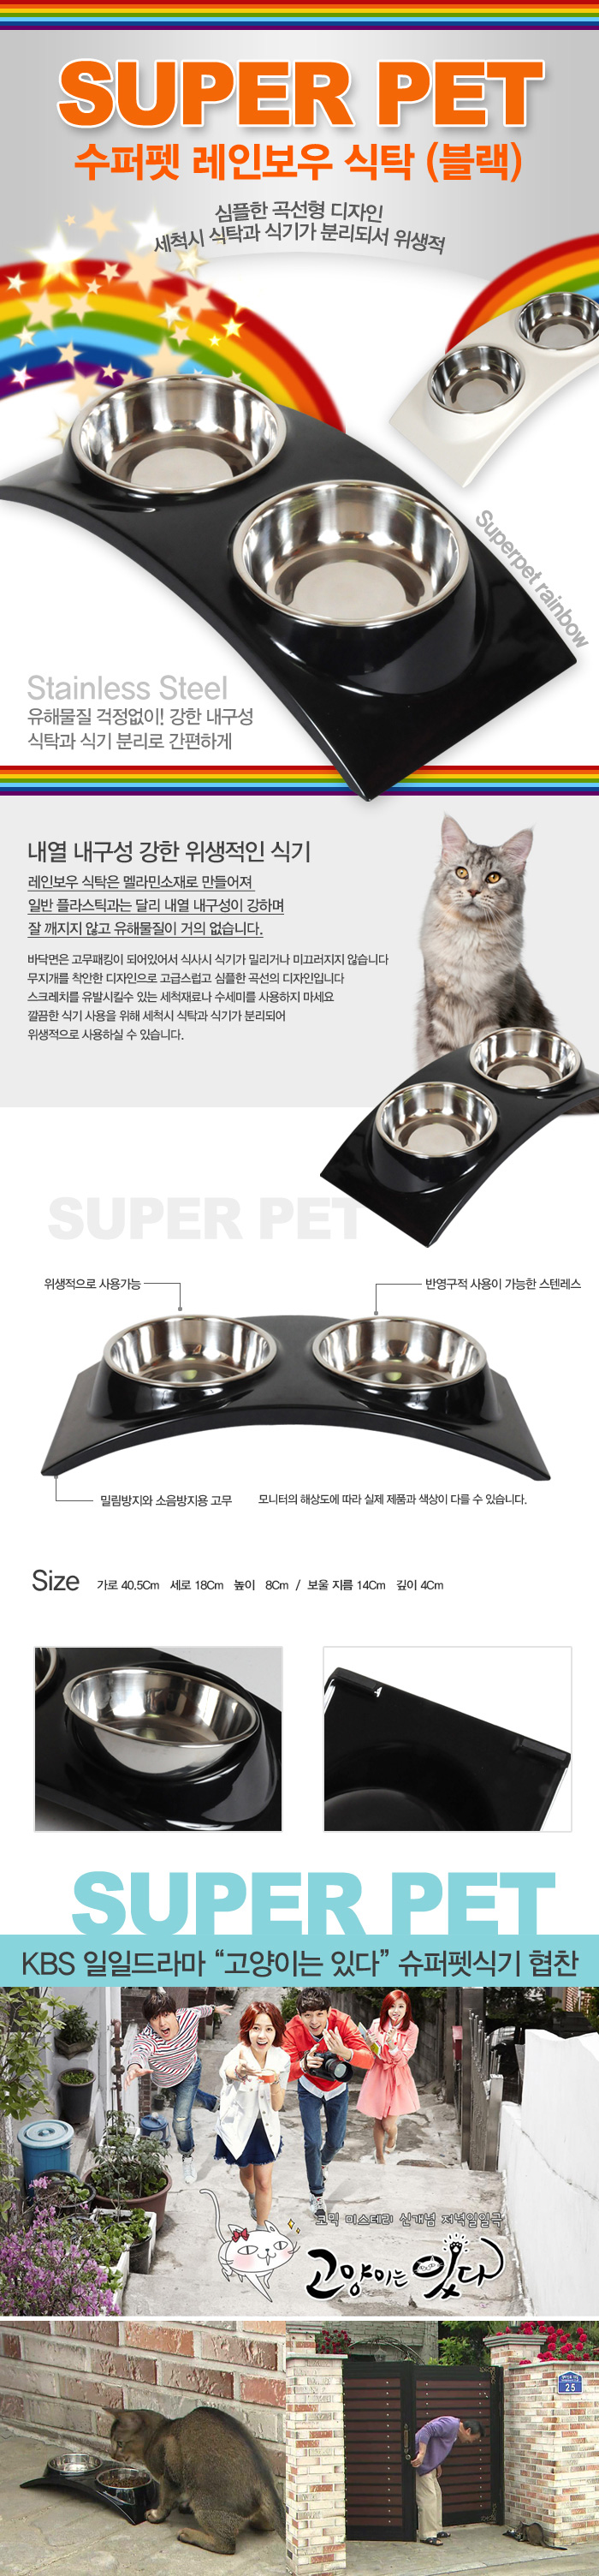 SUPER PET
수퍼펫 레인보우 식탁 (블랙)
심플한 곡선형 디자인
세척시 식탁과 식기가 분리되서 위생적
Superpet rainbow
Stainless Steel
유해물질 걱정없이! 강한 내구성
식탁과 식기 분리로 간편하게
내열 내구성 강한 위생적인 식기
레인보우 식탁은 멜라민소재로 만들어져
일반 플라스틱과는 달리 내열 내구성이 강하며
잘 깨지지 않고 유해물질이 거의 없습니다.
바닥면은 고무패킹이 되어있어서 식사시 식기가 밀리거나 미끄러지지 않습니다
무지개를 착안한 디자인으로 고급스럽고 심플한 곡선의 디자인입니다
스크레치를 유발시킬수 있는 세척재료나 수세미를 사용하지 마세요
깔끔한 식기 사용을 위해 세척시 식탁과 식기가 분리되어
위생적으로 사용하실 수 있습니다.
SUPER PET
위생적으로 사용가능
반영구적 사용이 가능한 스텐레스
밀림방지와 소음방지용 고무
모니터의 해상도에 따라 실제 제품과 색상이 다를 수 있습니다.
Size 가로 40.5Cm 세로 18Cm 높이 8Cm / 보울 지름 14Cm 깊이 4Cm
SUPER PET
KBS 일일드라마 “고양이는 있다” 슈퍼펫식기 협찬
코믹 미스테리 신개념 저녁일일극
고양이는 있다
25